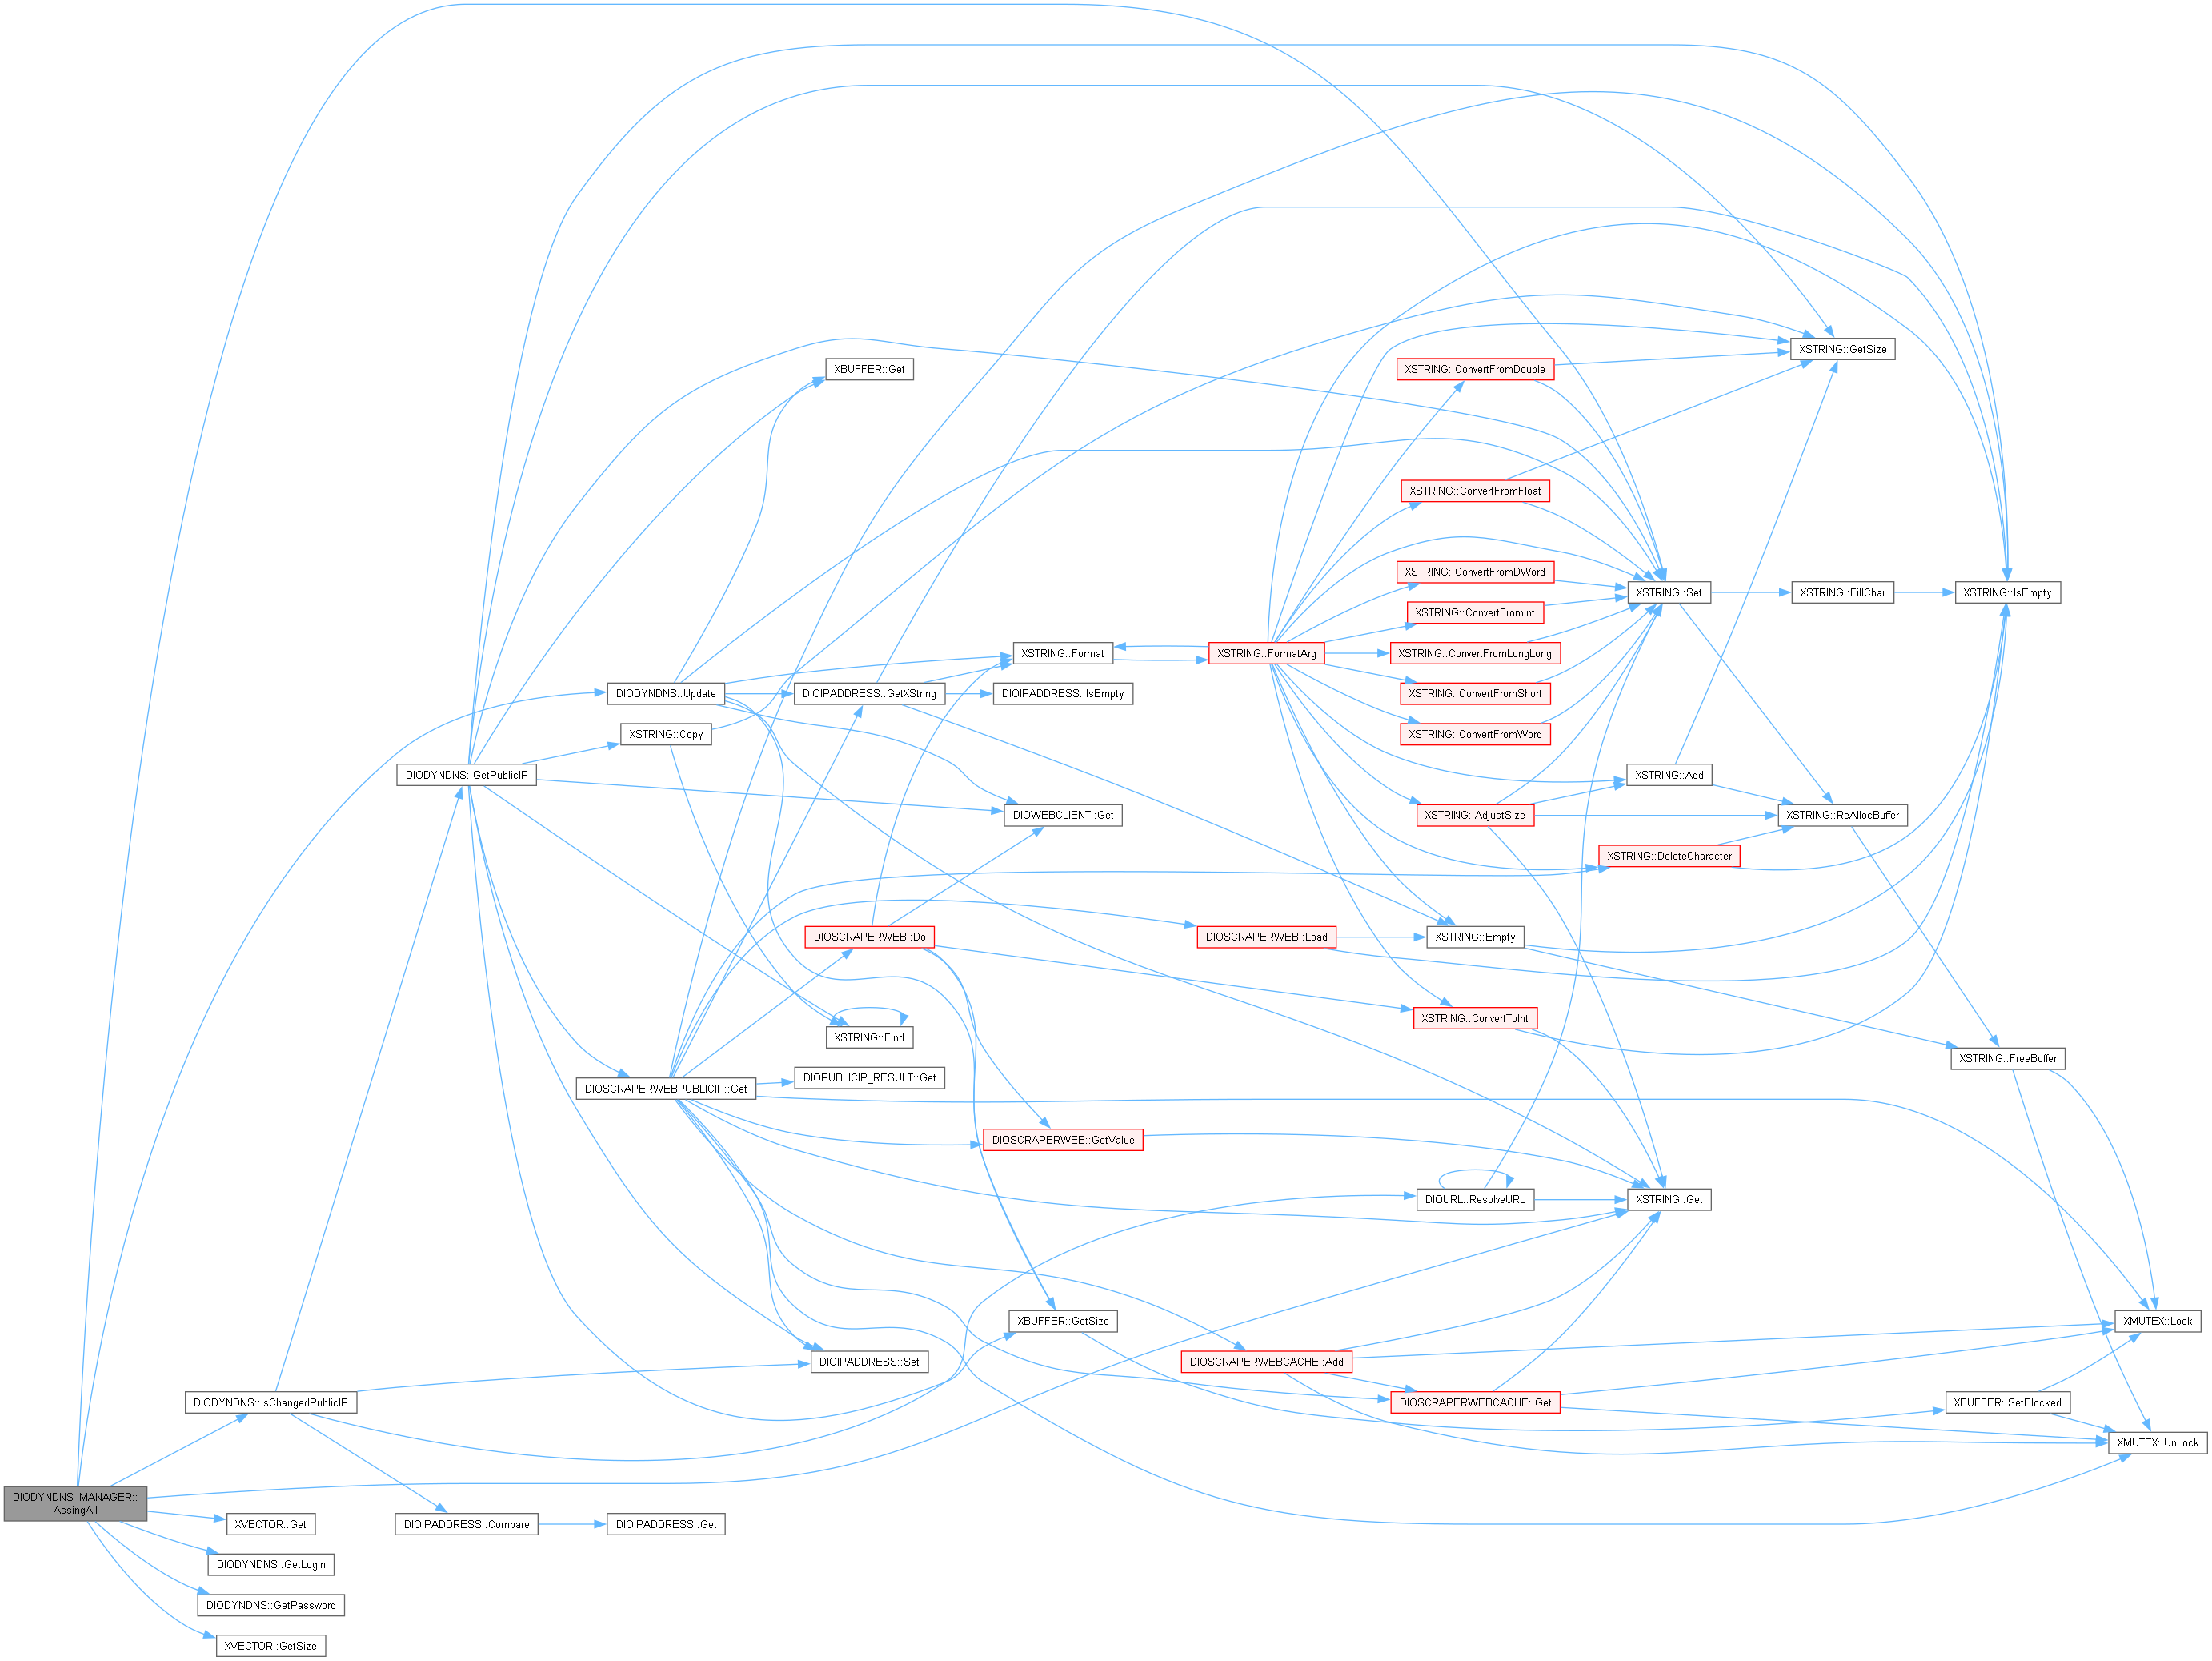 XBUFFER::Get
XSTRING::GetSize
XSTRING::ConvertFromDouble
XSTRING::ConvertFromFloat
XSTRING::ConvertFromDWord
XSTRING::ConvertFromInt
XSTRING::Set
XSTRING::FillChar
XSTRING::IsEmpty
XSTRING::Format
XSTRING::FormatArg
XSTRING::ConvertFromLongLong
DIODYNDNS::Update
DIOIPADDRESS::GetXString
DIOIPADDRESS::IsEmpty
XSTRING::ConvertFromShort
XSTRING::Copy
XSTRING::ConvertFromWord
DIODYNDNS::GetPublicIP
XSTRING::Add
DIOWEBCLIENT::Get
XSTRING::AdjustSize
XSTRING::ReAllocBuffer
XSTRING::DeleteCharacter
DIOSCRAPERWEB::Do
DIOSCRAPERWEB::Load
XSTRING::Empty
XSTRING::ConvertToInt
XSTRING::Find
XSTRING::FreeBuffer
DIOSCRAPERWEBPUBLICIP::Get
DIOPUBLICIP_RESULT::Get
DIOSCRAPERWEB::GetValue
DIOURL::ResolveURL
XSTRING::Get
XBUFFER::GetSize
XMUTEX::Lock
DIOIPADDRESS::Set
DIOSCRAPERWEBCACHE::Add
DIODYNDNS::IsChangedPublicIP
DIOSCRAPERWEBCACHE::Get
XBUFFER::SetBlocked
XMUTEX::UnLock
DIODYNDNS_MANAGER::
AssingAll
XVECTOR::Get
DIOIPADDRESS::Compare
DIOIPADDRESS::Get
DIODYNDNS::GetLogin
DIODYNDNS::GetPassword
XVECTOR::GetSize